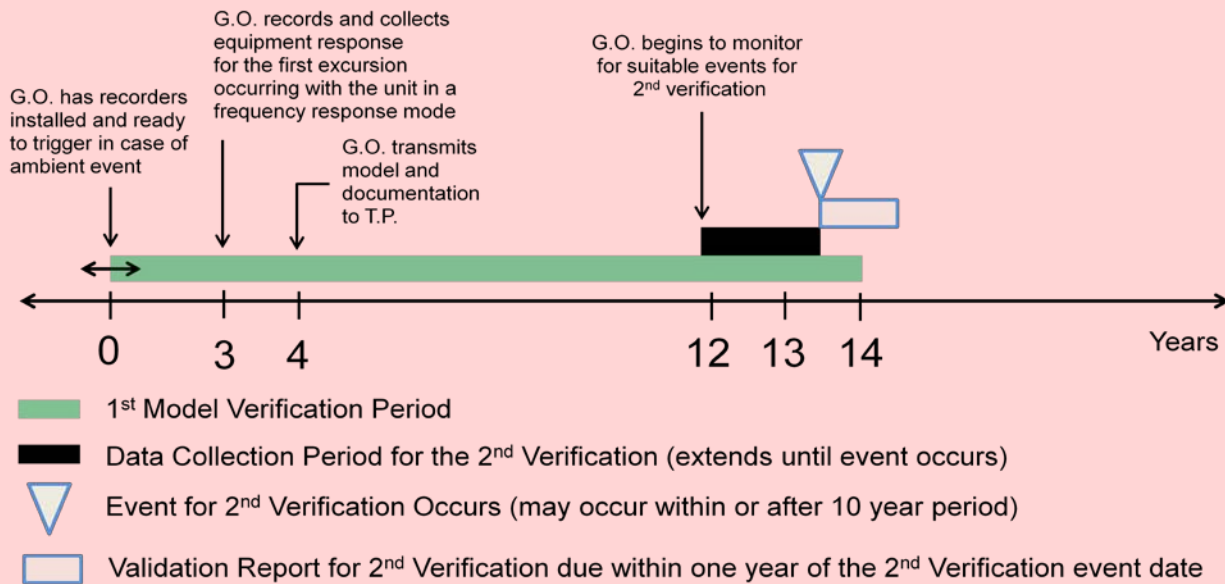 G.O. has recorders
installed and ready
to trigger in case of
ambient event
G.O. records and collects
equipment response
for the first excursion
occurring with the unit in a
frequency response mode
G.O. transmits
model and
documentation
to T.P.
G.O. begins to monitor
for suitable events for
2nd verification
0
3
4
12
13
14
Years
1st Model Verification Period
Data Collection Period for the 2nd Verification (extends until event occurs)
Event for 2nd Verification Occurs (may occur within or after 10 year period)
Validation Report for 2nd Verification due within one year of the 2nd Verification event date